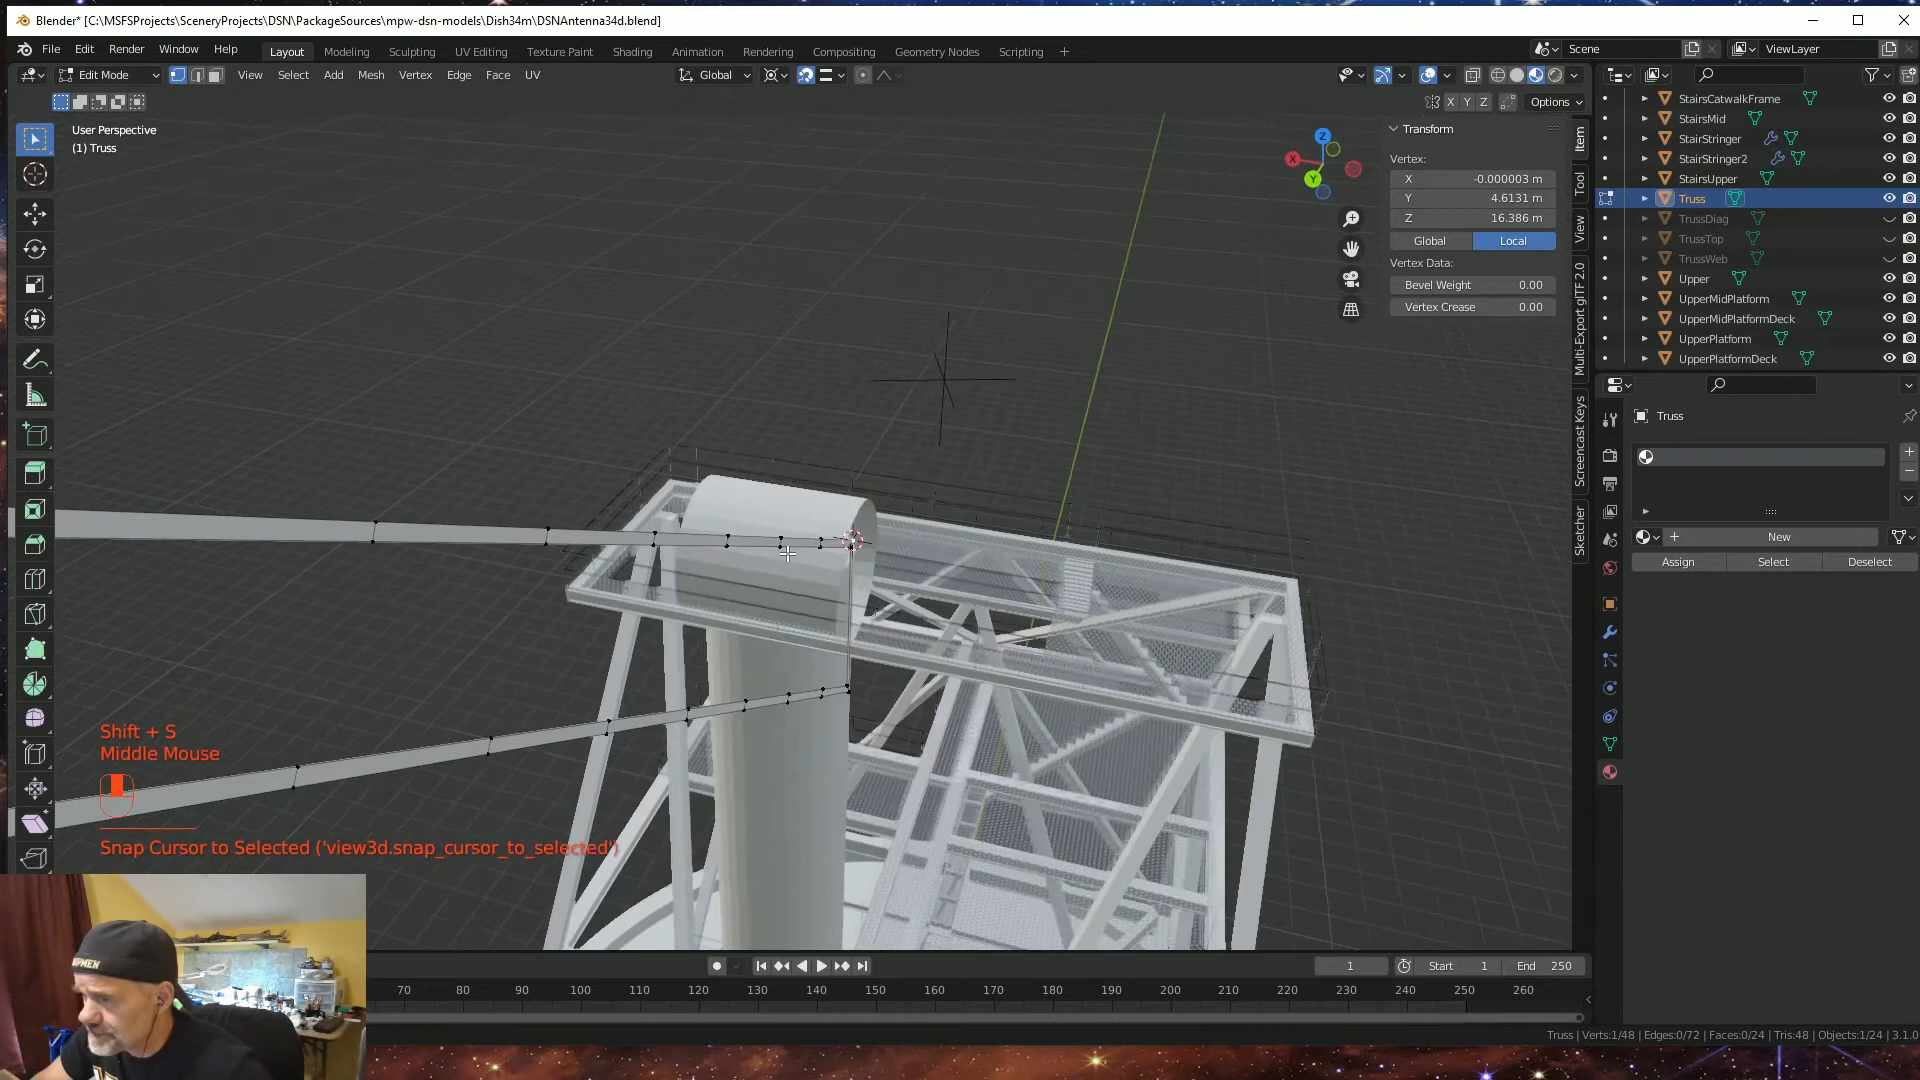 Blender* [C:\MSFSProjects\SceneryProjects\DSN\PackageSources\mpw-dsn-models\Dish34m\DSNAntenna34d.blend]
File Edit Render Window Help Layout Modeling Sculpting UV Editing Texture Paint Shading Animation Rendering Compositing Geometry Nodes Scripting + Scene ViewLayer
Edit Mode View Select Add Mesh Vertex Edge Face UV Global
X Y Z Options
User Perspective
(1) Truss
Z
X
Y
Transform
Vertex:
X -0.000003 m
Y 4.6131 m
Z 16.386 m
Global Local
Vertex Data:
Bevel Weight 0.00
Vertex Crease 0.00
Item
Tool
View
Multi-Export glTF 2.0
Screencast Keys
Sketcher
StairsCatwalkFrame
StairsMid
StairStringer
StairStringer2
StairsUpper
Truss
TrussDiag
TrussTop
TrussWeb
Upper
UpperMidPlatform
UpperMidPlatformDeck
UpperPlatform
UpperPlatformDeck
Truss
New
Assign Select Deselect
Shift + S
Middle Mouse
Snap Cursor to Selected ('view3d.snap_cursor_to_selected')
1 Start 1 End 250
70 80 90 100 110 120 130 140 150 160 170 180 190 200 210 220 230 240 250 260
Truss | Verts:1/48 | Edges:0/72 | Faces:0/24 | Tris:48 | Objects:1/24 | 3.1.0